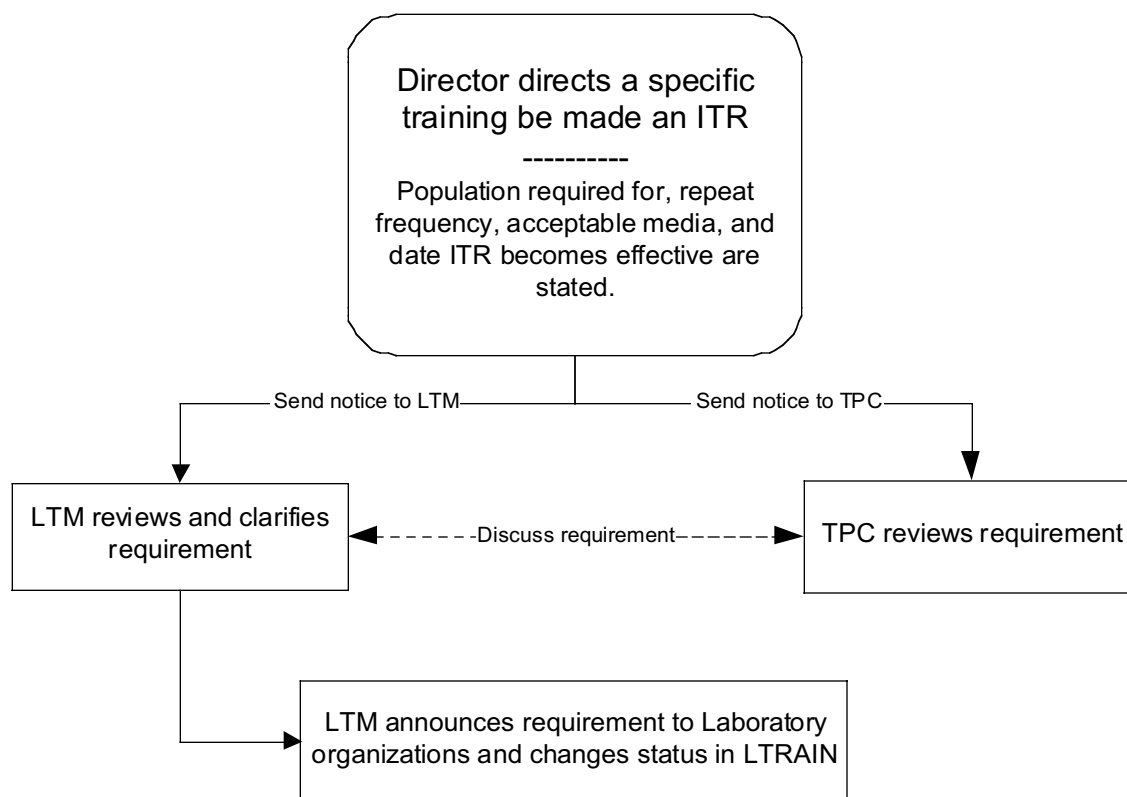 Director directs a specific
training be made an ITR
----------
Population required for, repeat
frequency, acceptable media, and
date ITR becomes effective are
stated.
Send notice to LTM
Send notice to TPC
LTM reviews and clarifies
requirement
Discuss requirement
TPC reviews requirement
LTM announces requirement to Laboratory
organizations and changes status in LTRAIN